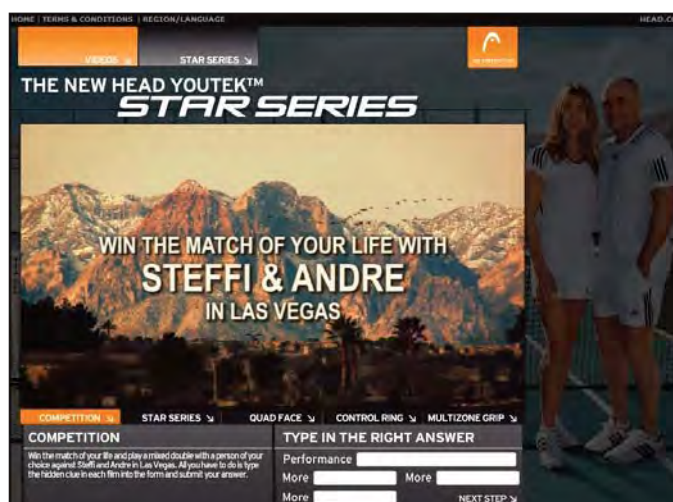 HOME | TERMS & CONDITIONS | REGION/LANGUAGE
HEAD.C
VIDEOS
STAR SERIES
THE NEW HEAD YOUTEK™
STAR SERIES
WIN THE MATCH OF YOUR LIFE WITH
STEFFI & ANDRE
IN LAS VEGAS
COMPETITION
STAR SERIES
QUAD FACE
CONTROL RING
MULTIZONE GRIP
COMPETITION
Win the match of your life and play a mixed double with a person of your
choice against Steffi and Andre in Las Vegas. All you have to do is type
the hidden clue in each film into the form and submit your answer.
TYPE IN THE RIGHT ANSWER
Performance
More
More
More
NEXT STEP